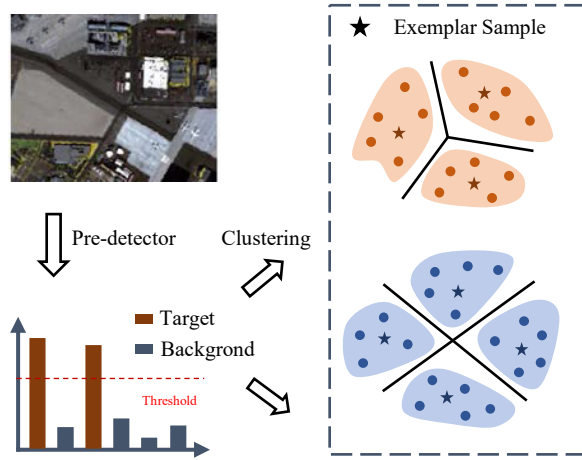 Exemplar Sample
Pre-detector
Clustering
Target
Backgrond
Threshold